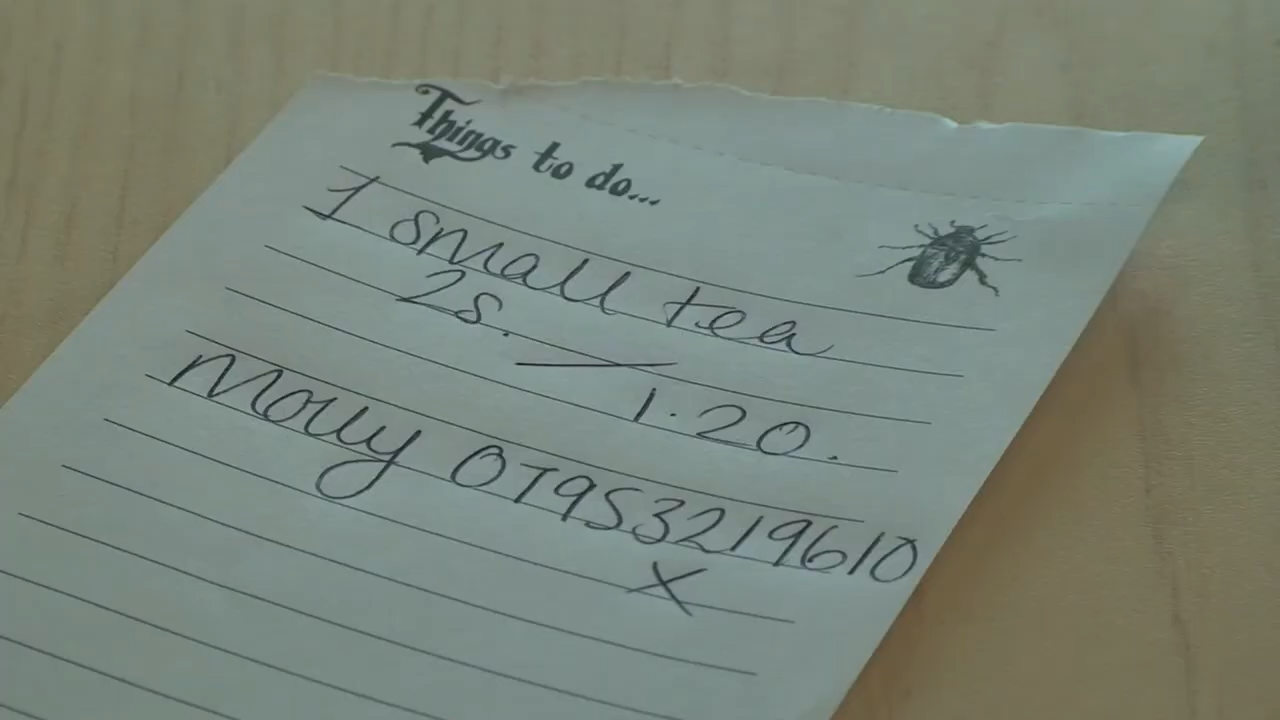 Things to do...
1 small tea
2s.
1.20.
Molly 07953219610
X